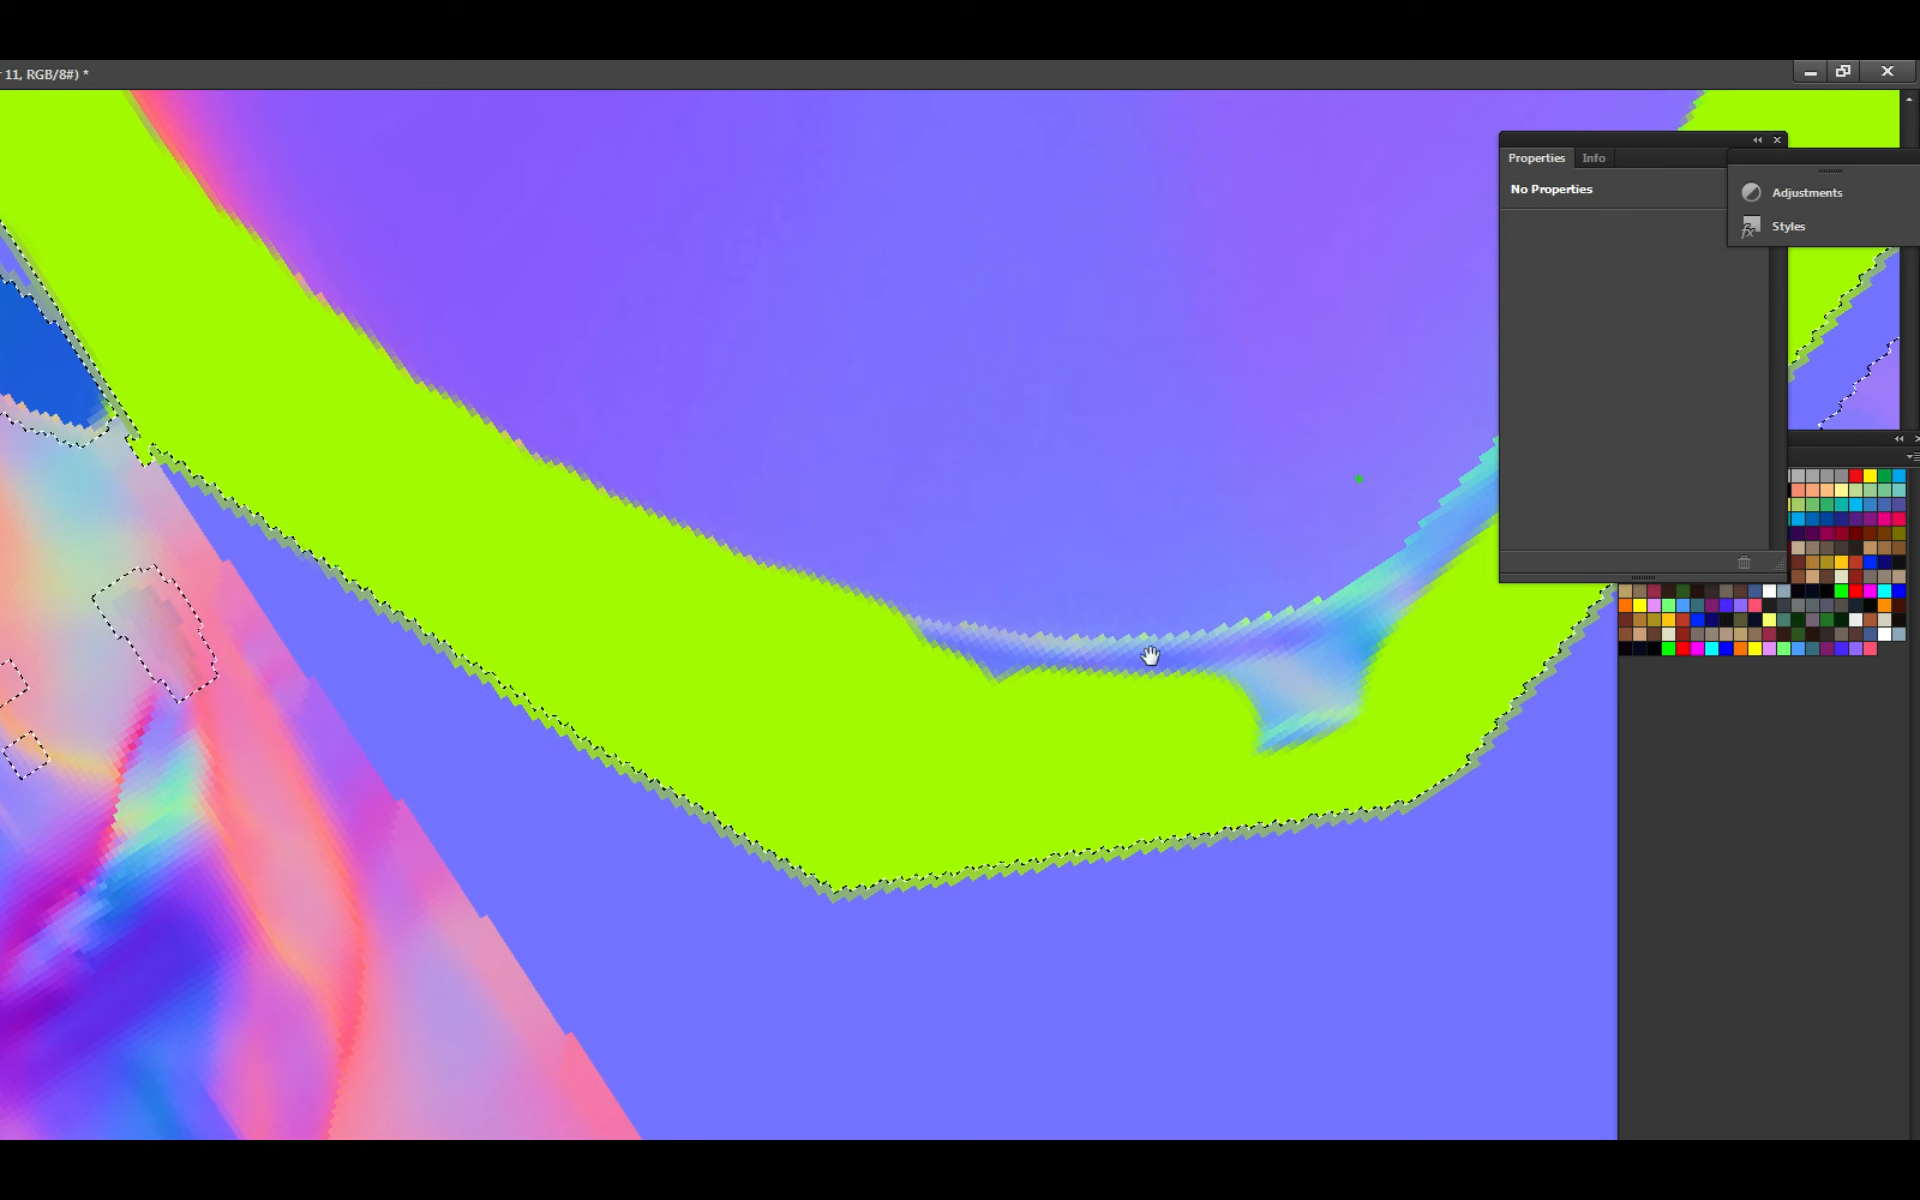 11, RGB/8#) *
Properties Info
No Properties
Adjustments
Styles